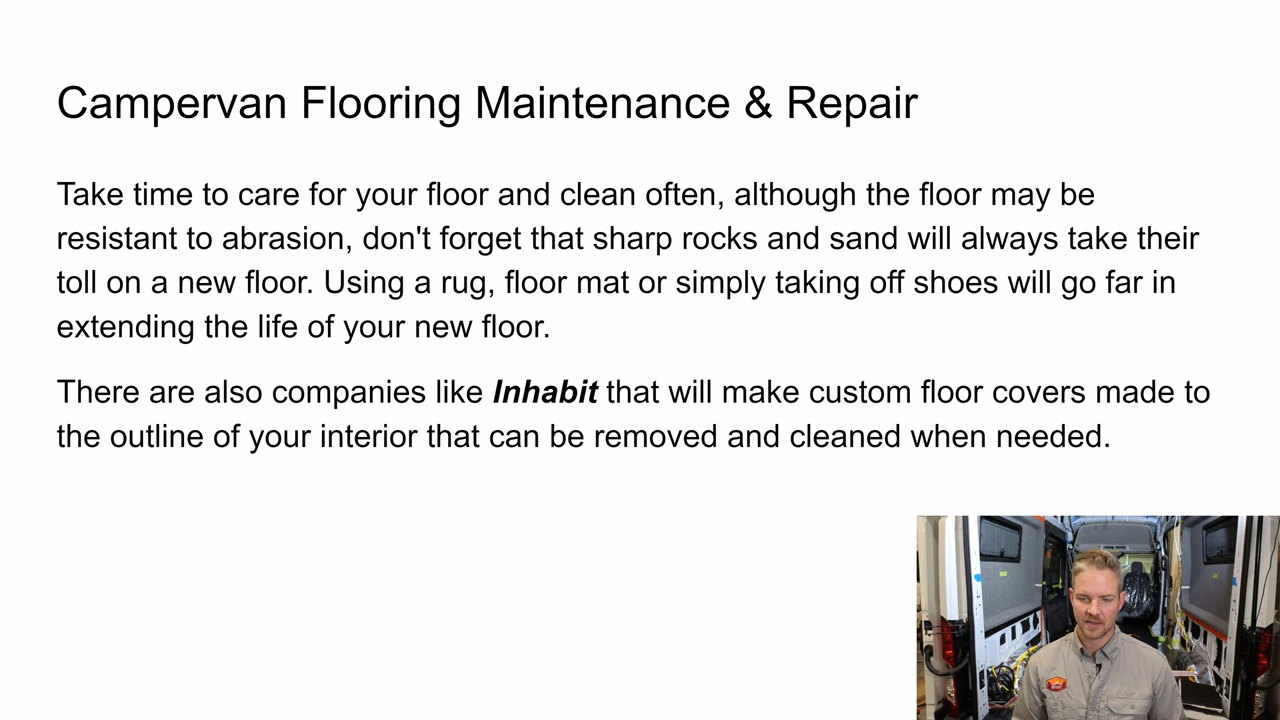 Campervan Flooring Maintenance & Repair
Take time to care for your floor and clean often, although the floor may be
resistant to abrasion, don't forget that sharp rocks and sand will always take their
toll on a new floor. Using a rug, floor mat or simply taking off shoes will go far in
extending the life of your new floor.
There are also companies like Inhabit that will make custom floor covers made to
the outline of your interior that can be removed and cleaned when needed.